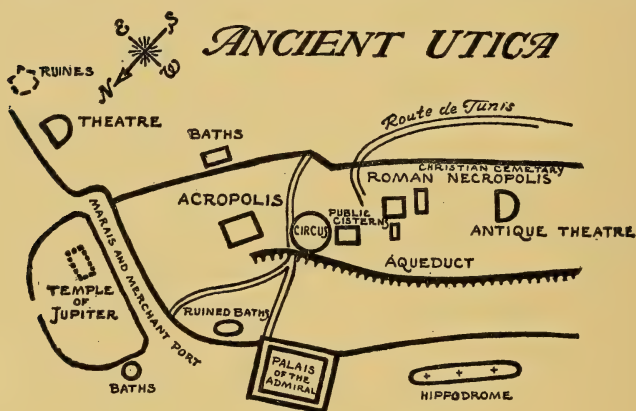 ANCIENT UTICA
E
S
N
W
RUINES
THEATRE
BATHS
Route de Tunis
CHRISTIAN CEMETARY
ROMAN NECROPOLIS
ACROPOLIS
CIRCUS
PUBLIC
CISTERNS
ANTIQUE THEATRE
MARAIS AND MERCHANT PORT
AQUEDUCT
TEMPLE
OF
JUPITER
RUINED BATHS
BATHS
PALAIS
OF THE
ADMIRAL
HIPPODROME